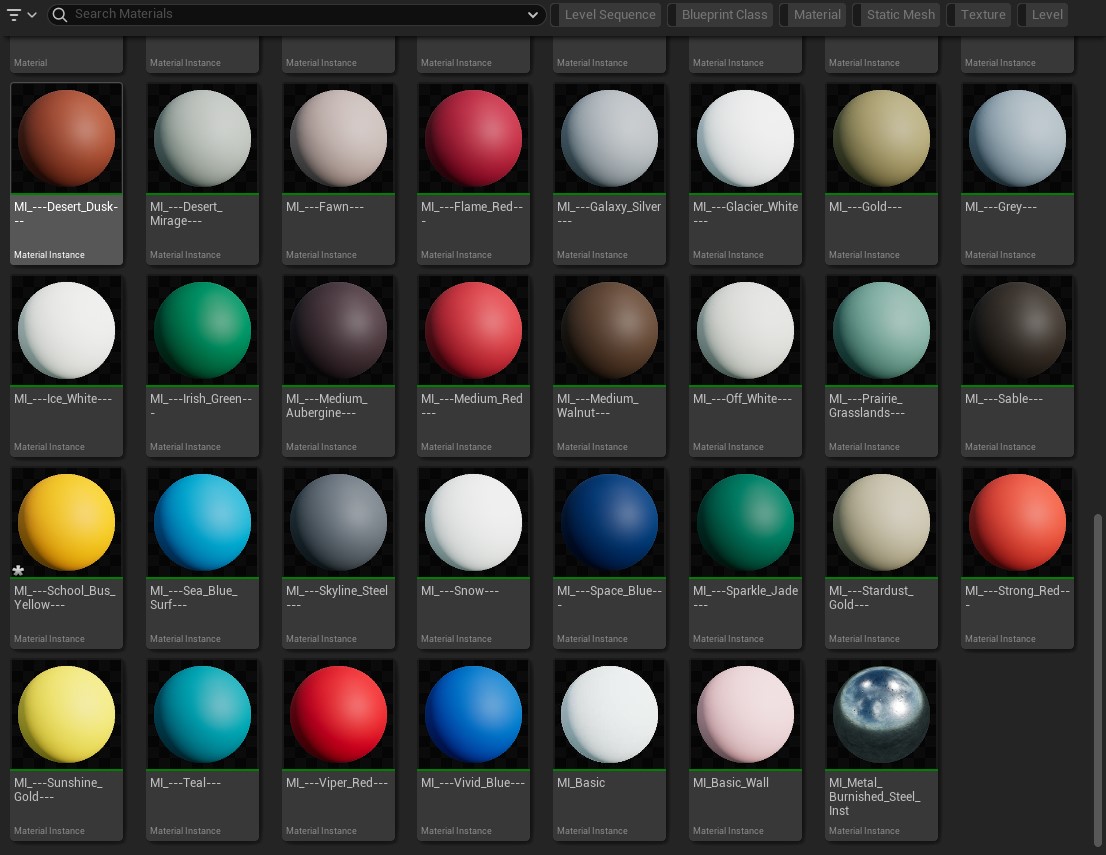 Search Materials
Level Sequence
Blueprint Class
Material
Static Mesh
Texture
Level
Material
Material Instance
Material Instance
Material Instance
Material Instance
Material Instance
Material Instance
Material Instance
MI_---Desert_Dusk-
--
Material Instance
MI_---Desert_
Mirage---
Material Instance
MI_---Fawn---
Material Instance
MI_---Flame_Red--
-
Material Instance
MI_---Galaxy_Silver
---
Material Instance
MI_---Glacier_White
---
Material Instance
MI_---Gold---
Material Instance
MI_---Grey---
Material Instance
MI_---Ice_White---
Material Instance
MI_---Irish_Green--
-
Material Instance
MI_---Medium_
Aubergine---
Material Instance
MI_---Medium_Red
---
Material Instance
MI_---Medium_
Walnut---
Material Instance
MI_---Off_White---
Material Instance
MI_---Prairie_
Grasslands---
Material Instance
MI_---Sable---
Material Instance
MI_---School_Bus_
Yellow---
Material Instance
MI_---Sea_Blue_
Surf---
Material Instance
MI_---Skyline_Steel
---
Material Instance
MI_---Snow---
Material Instance
MI_---Space_Blue--
-
Material Instance
MI_---Sparkle_Jade
---
Material Instance
MI_---Stardust_
Gold---
Material Instance
MI_---Strong_Red--
-
Material Instance
MI_---Sunshine_
Gold---
Material Instance
MI_---Teal---
Material Instance
MI_---Viper_Red---
Material Instance
MI_---Vivid_Blue---
Material Instance
MI_Basic
Material Instance
MI_Basic_Wall
Material Instance
MI_Metal_
Burnished_Steel_
Inst
Material Instance